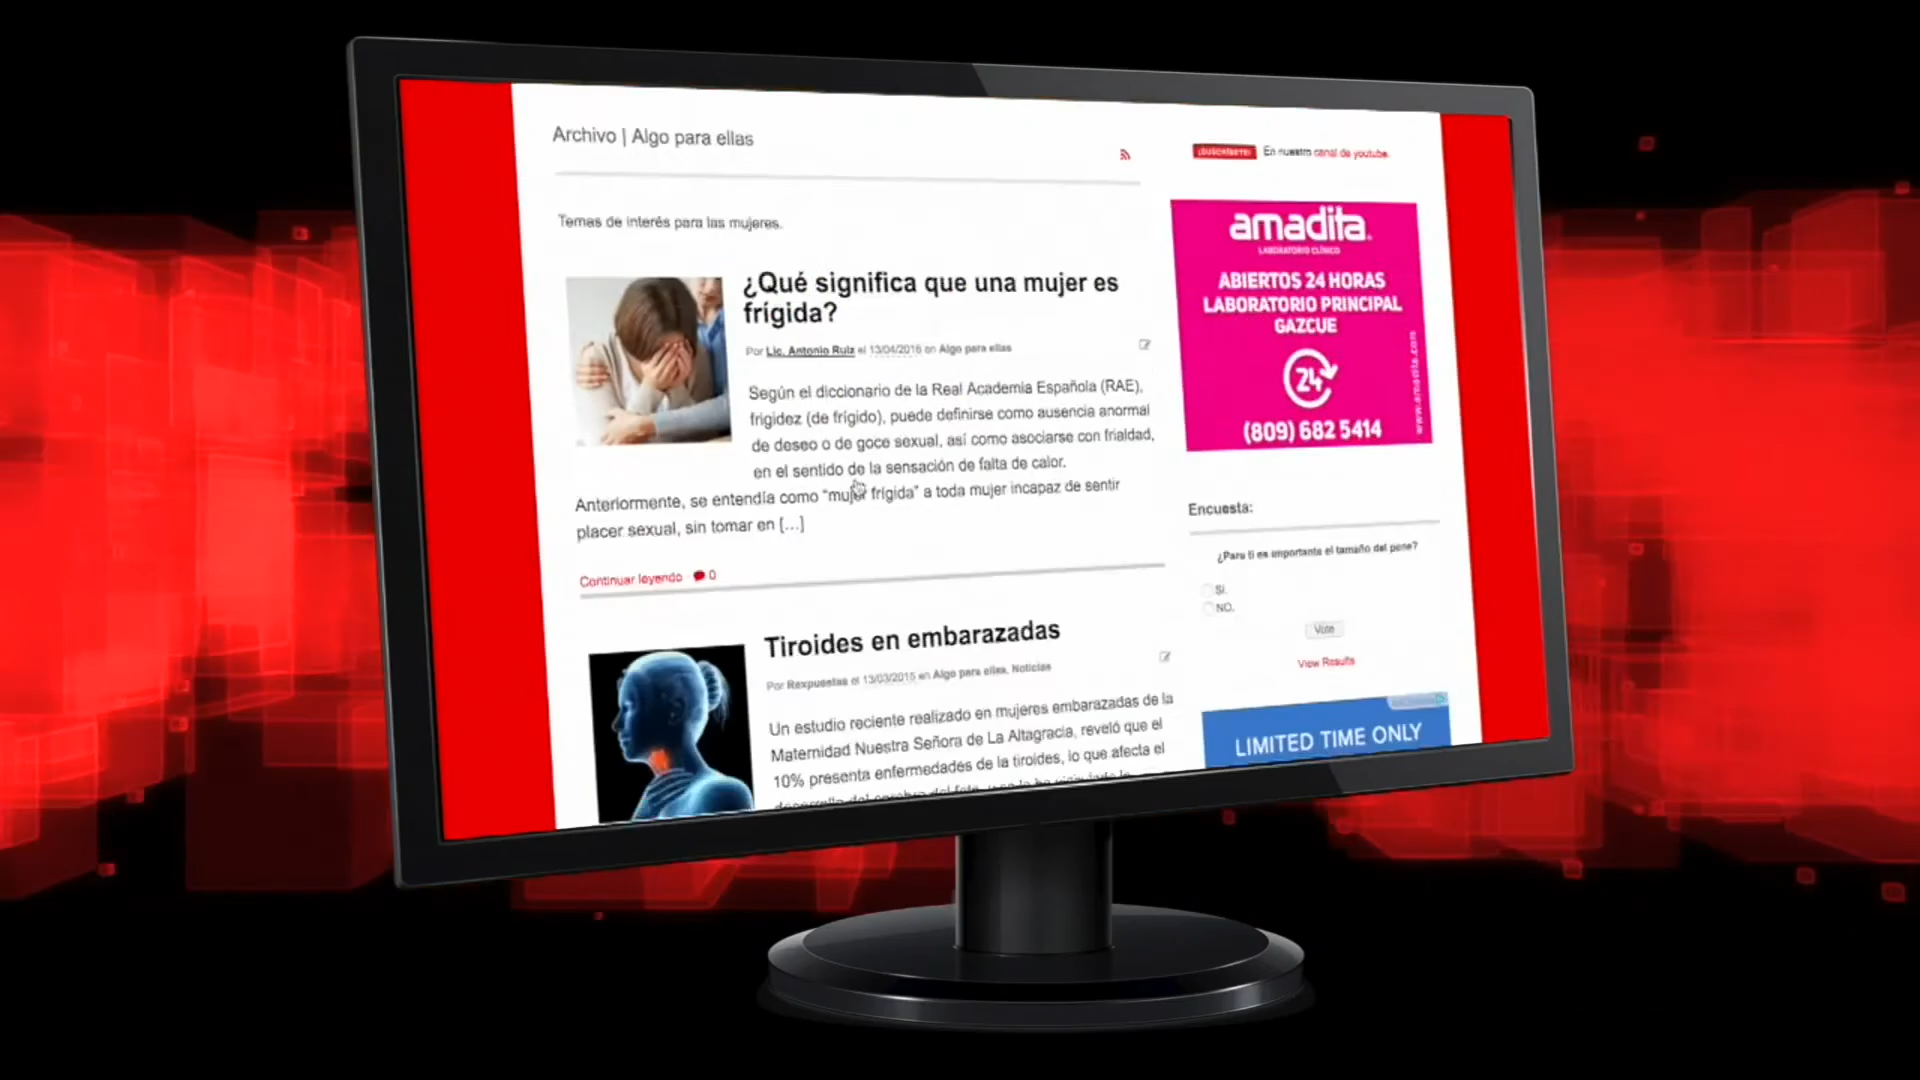 Archivo | Algo para ellas
Temas de interés para las mujeres.
¿Qué significa que una mujer es
frígida?
Por Lic. Antonio Ruiz el 13/04/2016 en Algo para ellas
Según el diccionario de la Real Academia Española (RAE),
frigidez (de frígido), puede definirse como ausencia anormal
de deseo o de goce sexual, así como asociarse con frialdad,
en el sentido de la sensación de falta de calor.
Anteriormente, se entendía como “mujer frígida” a toda mujer incapaz de sentir
placer sexual, sin tomar en [...]
Continuar leyendo · 0
Tiroides en embarazadas
Por Rexpuestas el 13/03/2015 en Algo para ellas, Noticias
Un estudio reciente realizado en mujeres embarazadas de la
Maternidad Nuestra Señora de La Altagracia, reveló que el
10% presenta enfermedades de la tiroides, lo que afecta el
¡SUSCRÍBETE! En nuestro canal de youtube.
amadita.
LABORATORIO CLÍNICO
ABIERTOS 24 HORAS
LABORATORIO PRINCIPAL
GAZCUE
24
(809) 682 5414
www.amadita.com
Encuesta:
¿Para ti es importante el tamaño del pene?
SI.
NO.
Vote
View Results
LIMITED TIME ONLY